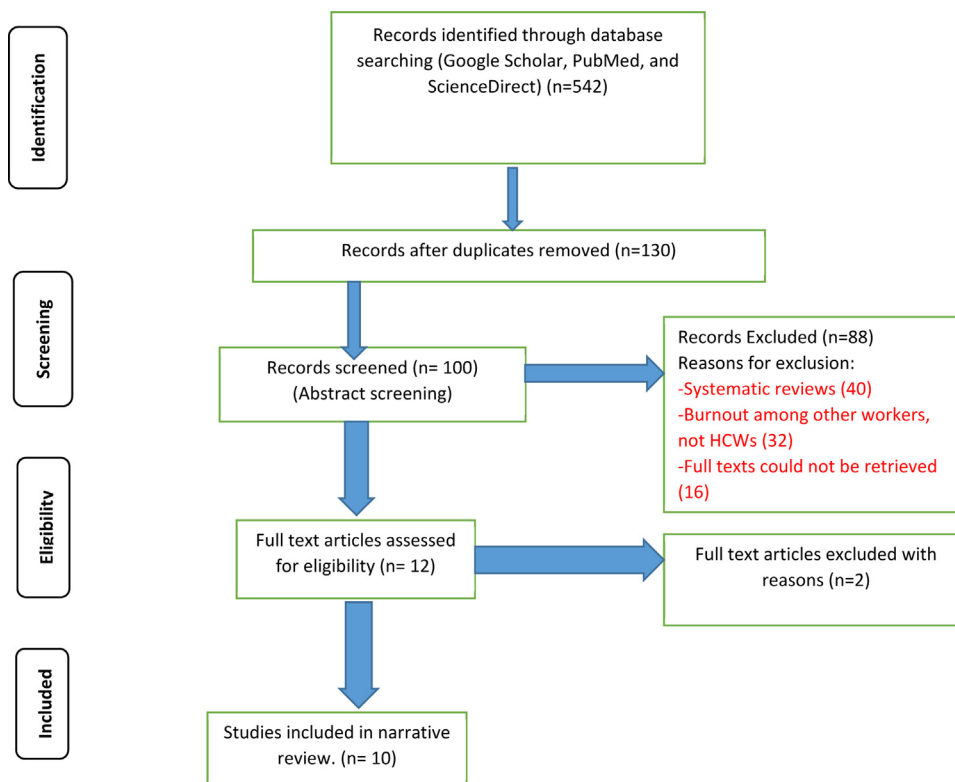 Identification
Records identified through database
searching (Google Scholar, PubMed, and
ScienceDirect) (n=542)
Records after duplicates removed (n=130)
Screening
Records screened (n= 100)
(Abstract screening)
Records Excluded (n=88)
Reasons for exclusion:
-Systematic reviews (40)
-Burnout among other workers,
not HCWs (32)
-Full texts could not be retrieved
(16)
Eligibility
Full text articles assessed
for eligibility (n= 12)
Full text articles excluded with
reasons (n=2)
Included
Studies included in narrative
review. (n= 10)